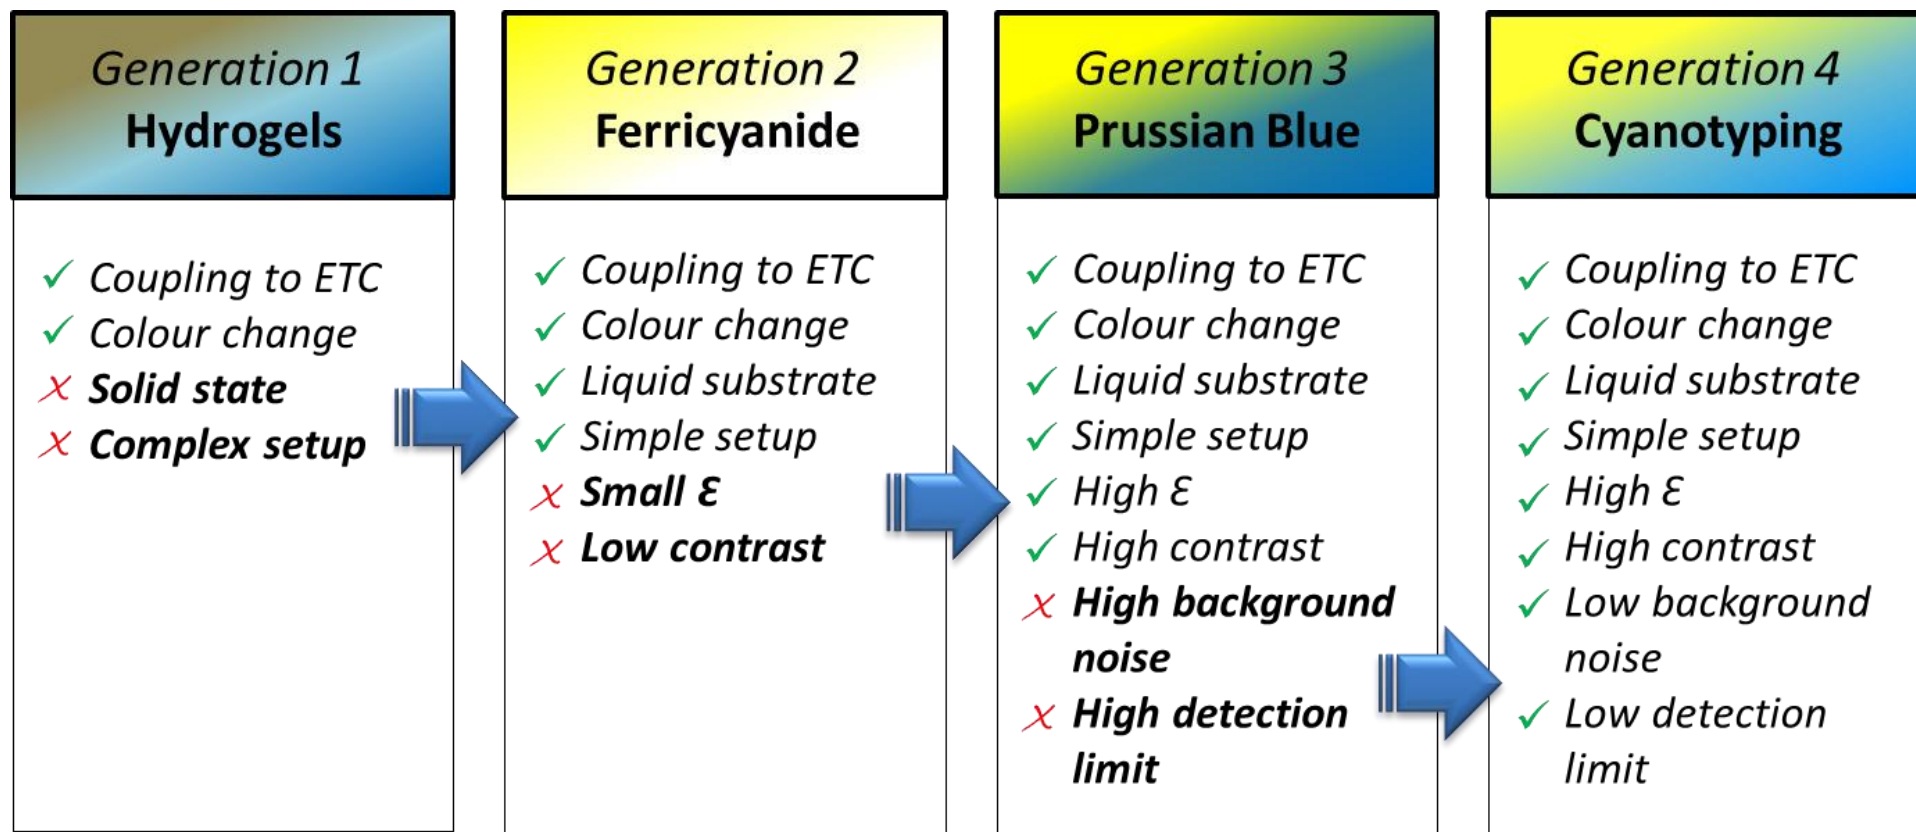 Generation 1
Hydrogels
✓ Coupling to ETC
✓ Colour change
✗ Solid state
✗ Complex setup
Generation 2
Ferricyanide
✓ Coupling to ETC
✓ Colour change
✓ Liquid substrate
✓ Simple setup
✗ Small Ɛ
✗ Low contrast
Generation 3
Prussian Blue
✓ Coupling to ETC
✓ Colour change
✓ Liquid substrate
✓ Simple setup
✓ High Ɛ
✓ High contrast
✗ High background
noise
✗ High detection
limit
Generation 4
Cyanotyping
✓ Coupling to ETC
✓ Colour change
✓ Liquid substrate
✓ Simple setup
✓ High Ɛ
✓ High contrast
✓ Low background
noise
✓ Low detection
limit